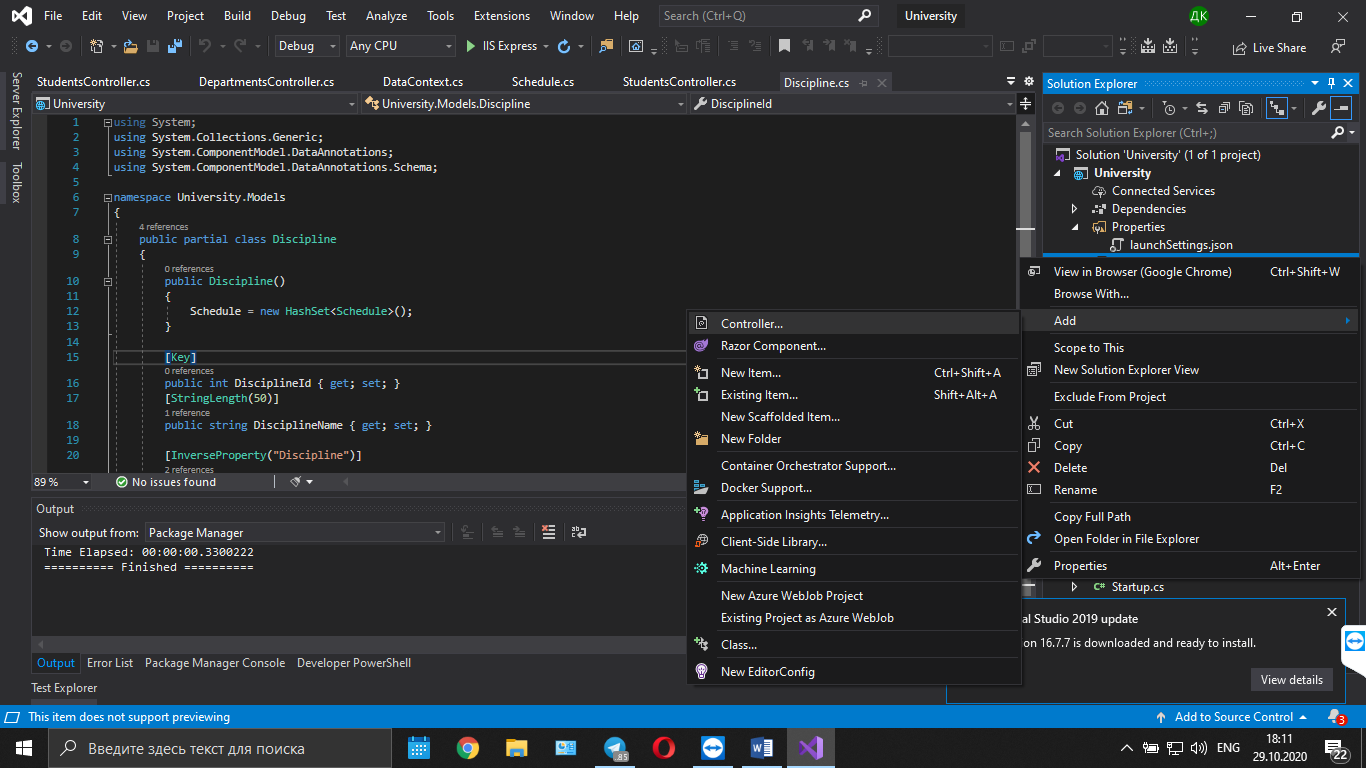 File Edit View Project Build Debug Test Analyze Tools Extensions Window Help Search (Ctrl+Q) University ДК
Debug Any CPU IIS Express Live Share
StudentsController.cs DepartmentsController.cs DataContext.cs Schedule.cs StudentsController.cs Discipline.cs
University University.Models.Discipline DisciplineId
Server Explorer
Toolbox
1 using System;
2 using System.Collections.Generic;
3 using System.ComponentModel.DataAnnotations;
4 using System.ComponentModel.DataAnnotations.Schema;
5
6 namespace University.Models
7 {
4 references
8 public partial class Discipline
9 {
0 references
10 public Discipline()
11 {
12 Schedule = new HashSet<Schedule>();
13 }
14
15 [Key]
0 references
16 public int DisciplineId { get; set; }
17 [StringLength(50)]
1 reference
18 public string DisciplineName { get; set; }
19
20 [InverseProperty("Discipline")]
2 references
89 % No issues found
Output
Show output from: Package Manager
Time Elapsed: 00:00:00.3300222
========== Finished ==========
Output Error List Package Manager Console Developer PowerShell
Test Explorer
Solution Explorer
Search Solution Explorer (Ctrl+;)
Solution 'University' (1 of 1 project)
University
Connected Services
Dependencies
Properties
launchSettings.json
View in Browser (Google Chrome) Ctrl+Shift+W
Browse With...
Add
Scope to This
New Solution Explorer View
Exclude From Project
Cut Ctrl+X
Copy Ctrl+C
Delete Del
Rename F2
Copy Full Path
Open Folder in File Explorer
Properties Alt+Enter
C# Startup.cs
Controller...
Razor Component...
New Item... Ctrl+Shift+A
Existing Item... Shift+Alt+A
New Scaffolded Item...
New Folder
Container Orchestrator Support...
Docker Support...
Application Insights Telemetry...
Client-Side Library...
Machine Learning
New Azure WebJob Project
Existing Project as Azure WebJob
Class...
New EditorConfig
al Studio 2019 update
on 16.7.7 is downloaded and ready to install.
View details
This item does not support previewing Add to Source Control 3
Введите здесь текст для поиска ENG 18:11
29.10.2020 22